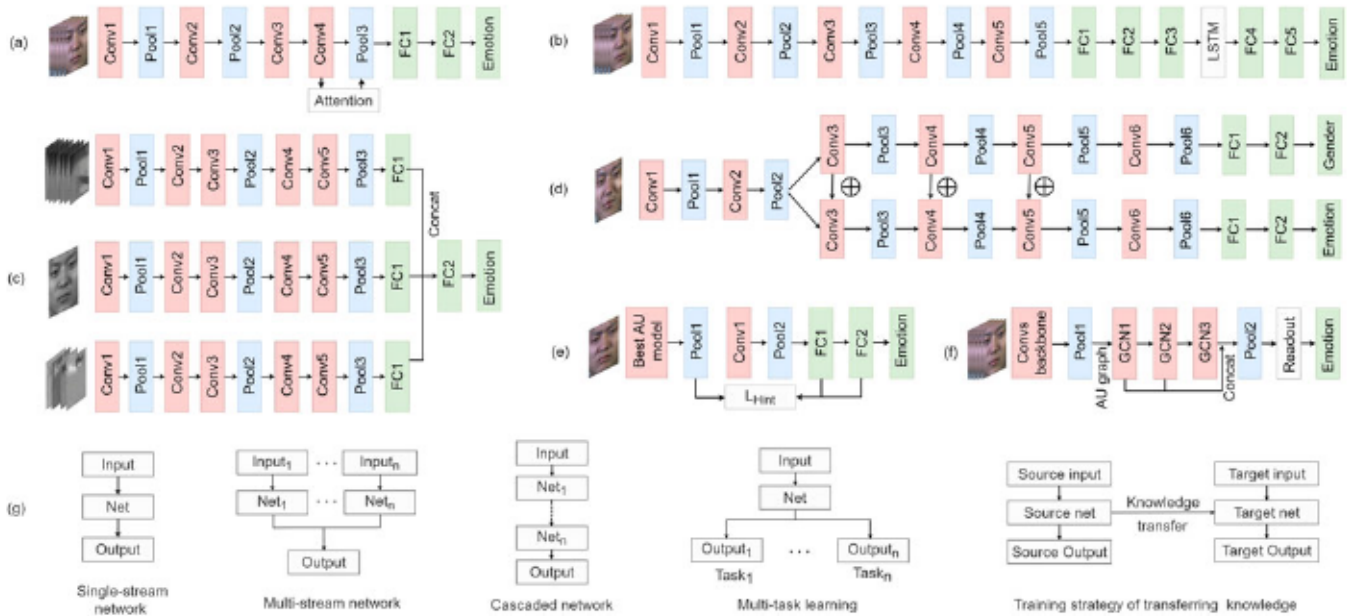 (a)
Conv1
Pool1
Conv2
Pool2
Conv3
Conv4
Pool3
FC1
FC2
Emotion
Attention
(b)
Conv1
Pool1
Conv2
Pool2
Conv3
Pool3
Conv4
Pool4
Conv5
Pool5
FC1
FC2
FC3
LSTM
FC4
FC5
Emotion
(c)
Conv1
Pool1
Conv2
Conv3
Pool2
Conv4
Conv5
Pool3
FC1
Conv1
Pool1
Conv2
Conv3
Pool2
Conv4
Conv5
Pool3
FC1
Conv1
Pool1
Conv2
Conv3
Pool2
Conv4
Conv5
Pool3
FC1
Concat
FC2
Emotion
(d)
Conv1
Pool1
Conv2
Pool2
Conv3
Pool3
Conv4
Pool4
Conv5
Pool5
Conv6
Pool6
FC1
FC2
Gender
Conv3
Pool3
Conv4
Pool4
Conv5
Pool5
Conv6
Pool6
FC1
FC2
Emotion
(e)
Best AU
model
Pool1
Conv1
Pool2
FC1
FC2
Emotion
LHint
(f)
Convs
backbone
Pool1
AU graph
GCN1
GCN2
GCN3
Concat
Pool2
Readout
Emotion
(g)
Input
Net
Output
Single-stream
network
Input1 · · · Inputn
Net1 · · · Netn
Output
Multi-stream network
Input
Net1
Netn
Output
Cascaded network
Input
Net
Output1 · · · Outputn
Task1 Taskn
Multi-task learning
Source input
Source net
Source Output
Knowledge
transfer
Target input
Target net
Target Output
Training strategy of transferring knowledge